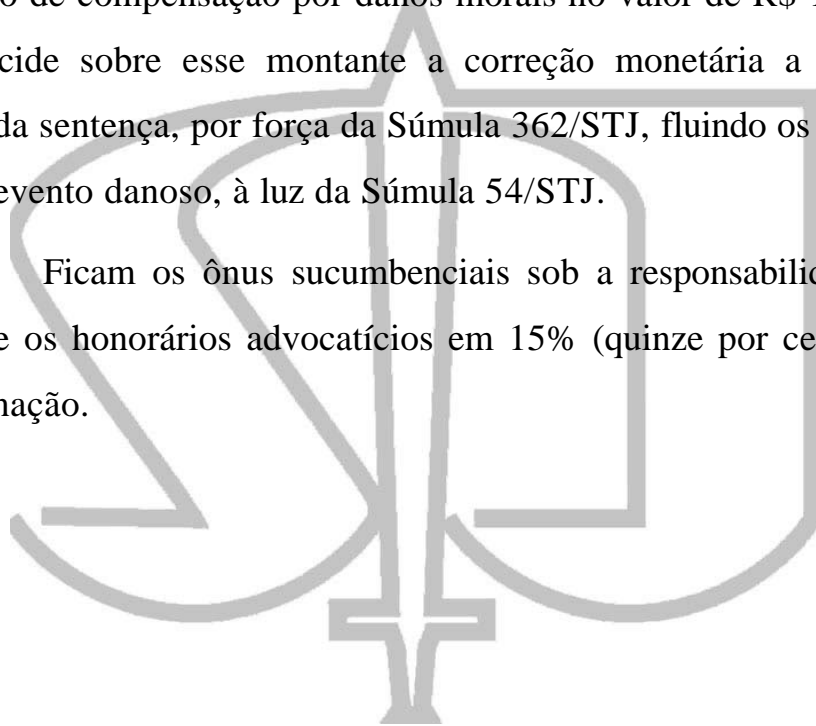 o de compensação por danos morais no valor de R$
cide sobre esse montante a correção monetária a
da sentença, por força da Súmula 362/STJ, fluindo os
evento danoso, à luz da Súmula 54/STJ.
Ficam os ônus sucumbenciais sob a
e os honorários advocatícios em 15% (quinze por
nação.